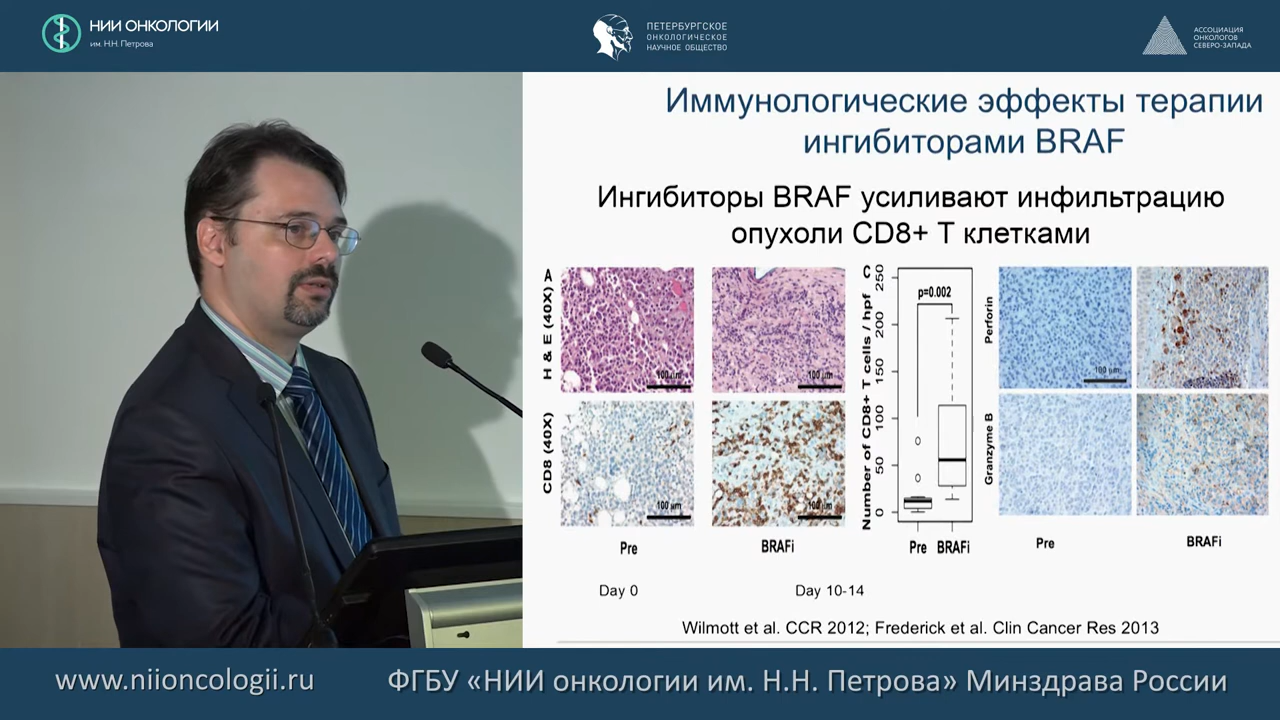 НИИ ОНКОЛОГИИ
им. Н.Н. Петрова
ПЕТЕРБУРГСКОЕ
ОНКОЛОГИЧЕСКОЕ
НАУЧНОЕ ОБЩЕСТВО
АССОЦИАЦИЯ
ОНКОЛОГОВ
СЕВЕРО-ЗАПАДА
Иммунологические эффекты терапии
ингибиторами BRAF
Ингибиторы BRAF усиливают инфильтрацию
опухоли CD8+ T клетками
A
H & E (40X)
100 µm
100 µm
CD8 (40X)
100 µm
100 µm
Pre
BRAFi
Day 0
Day 10-14
C
Number of CD8+ T cells / hpf
250
200
150
100
50
0
p=0.002
Pre
BRAFi
Perforin
100 µm
Granzyme B
Pre
BRAFi
Wilmott et al. CCR 2012; Frederick et al. Clin Cancer Res 2013
www.niioncologii.ru
ФГБУ «НИИ онкологии им. Н.Н. Петрова» Минздрава России